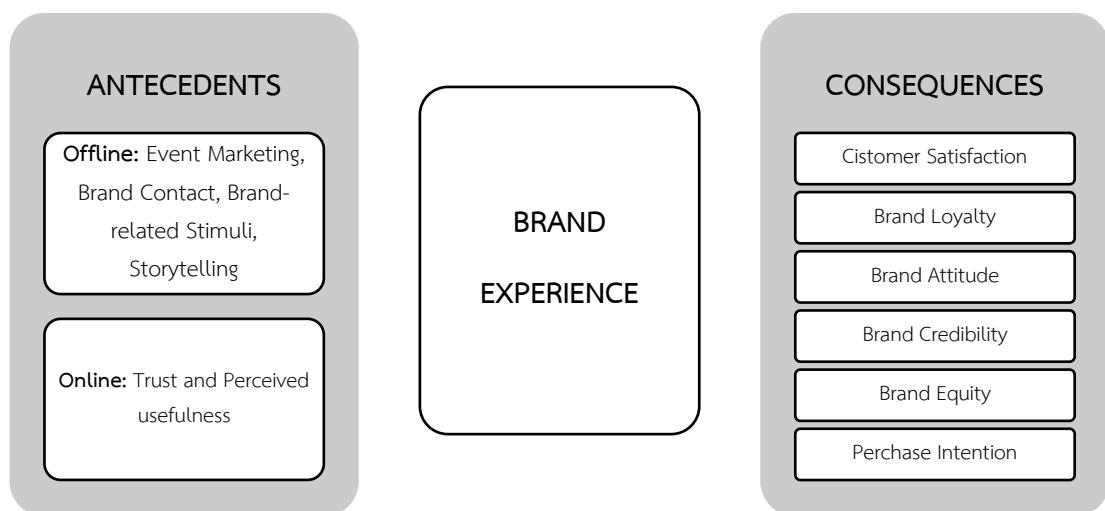 ANTECEDENTS
Offline: Event Marketing,
Brand Contact, Brand-
related Stimuli,
Storytelling
Online: Trust and Perceived
usefulness
BRAND
EXPERIENCE
CONSEQUENCES
Cistomer Satisfaction
Brand Loyalty
Brand Attitude
Brand Credibility
Brand Equity
Perchase Intention